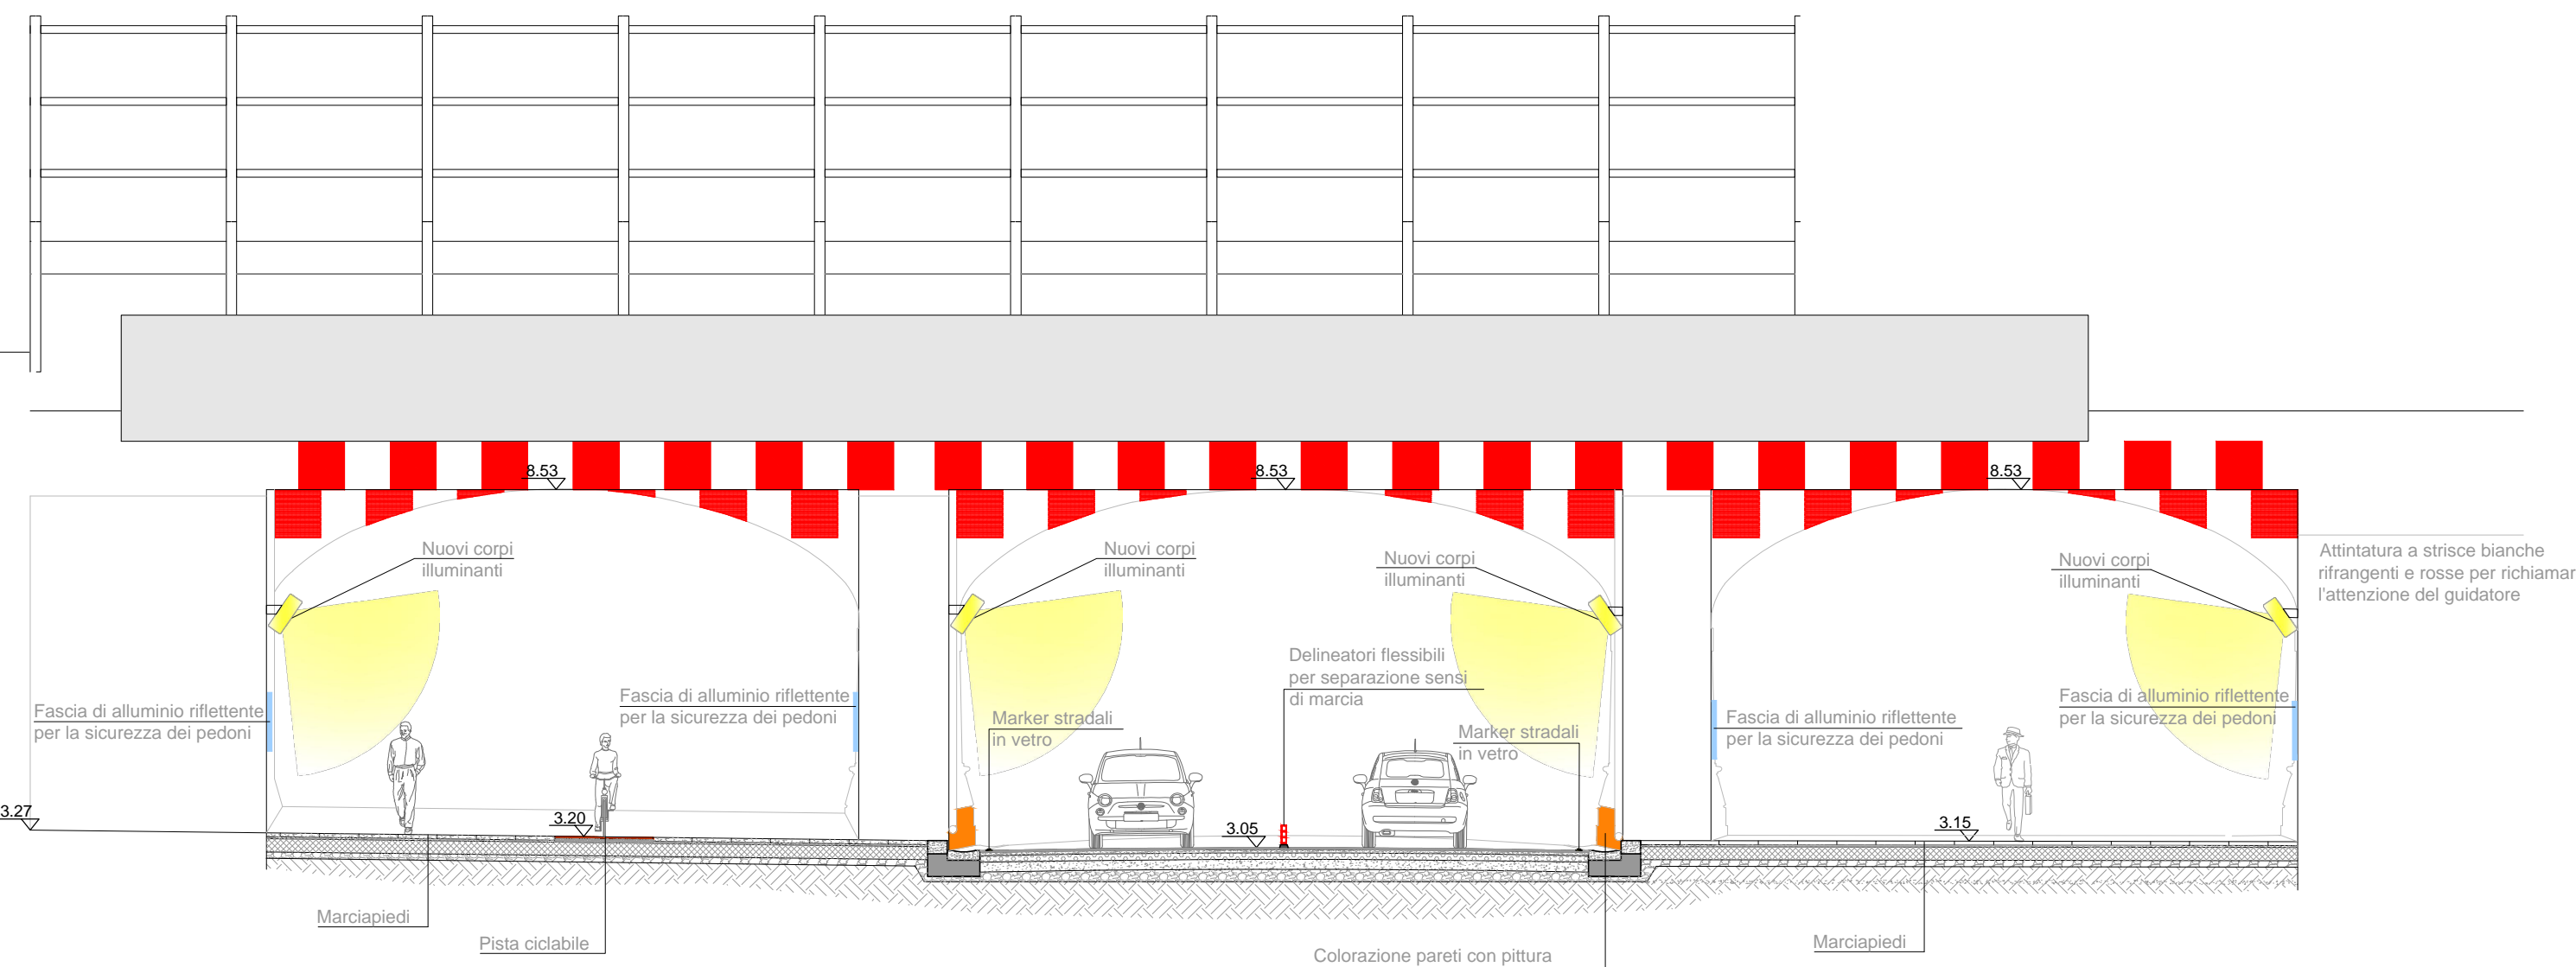 8.53
8.53
8.53
Nuovi corpi
illuminanti
Nuovi corpi
illuminanti
Nuovi corpi
illuminanti
Nuovi corpi
illuminanti
Attintatura a strisce bianche
rifrangenti e rosse per richiamar
l'attenzione del guidatore
Fascia di alluminio riflettente
per la sicurezza dei pedoni
Fascia di alluminio riflettente
per la sicurezza dei pedoni
Marker stradali
in vetro
Delineatori flessibili
per separazione sensi
di marcia
Marker stradali
in vetro
Fascia di alluminio riflettente
per la sicurezza dei pedoni
Fascia di alluminio riflettente
per la sicurezza dei pedoni
3.27
3.20
3.05
3.15
Marciapiedi
Pista ciclabile
Colorazione pareti con pittura
Marciapiedi